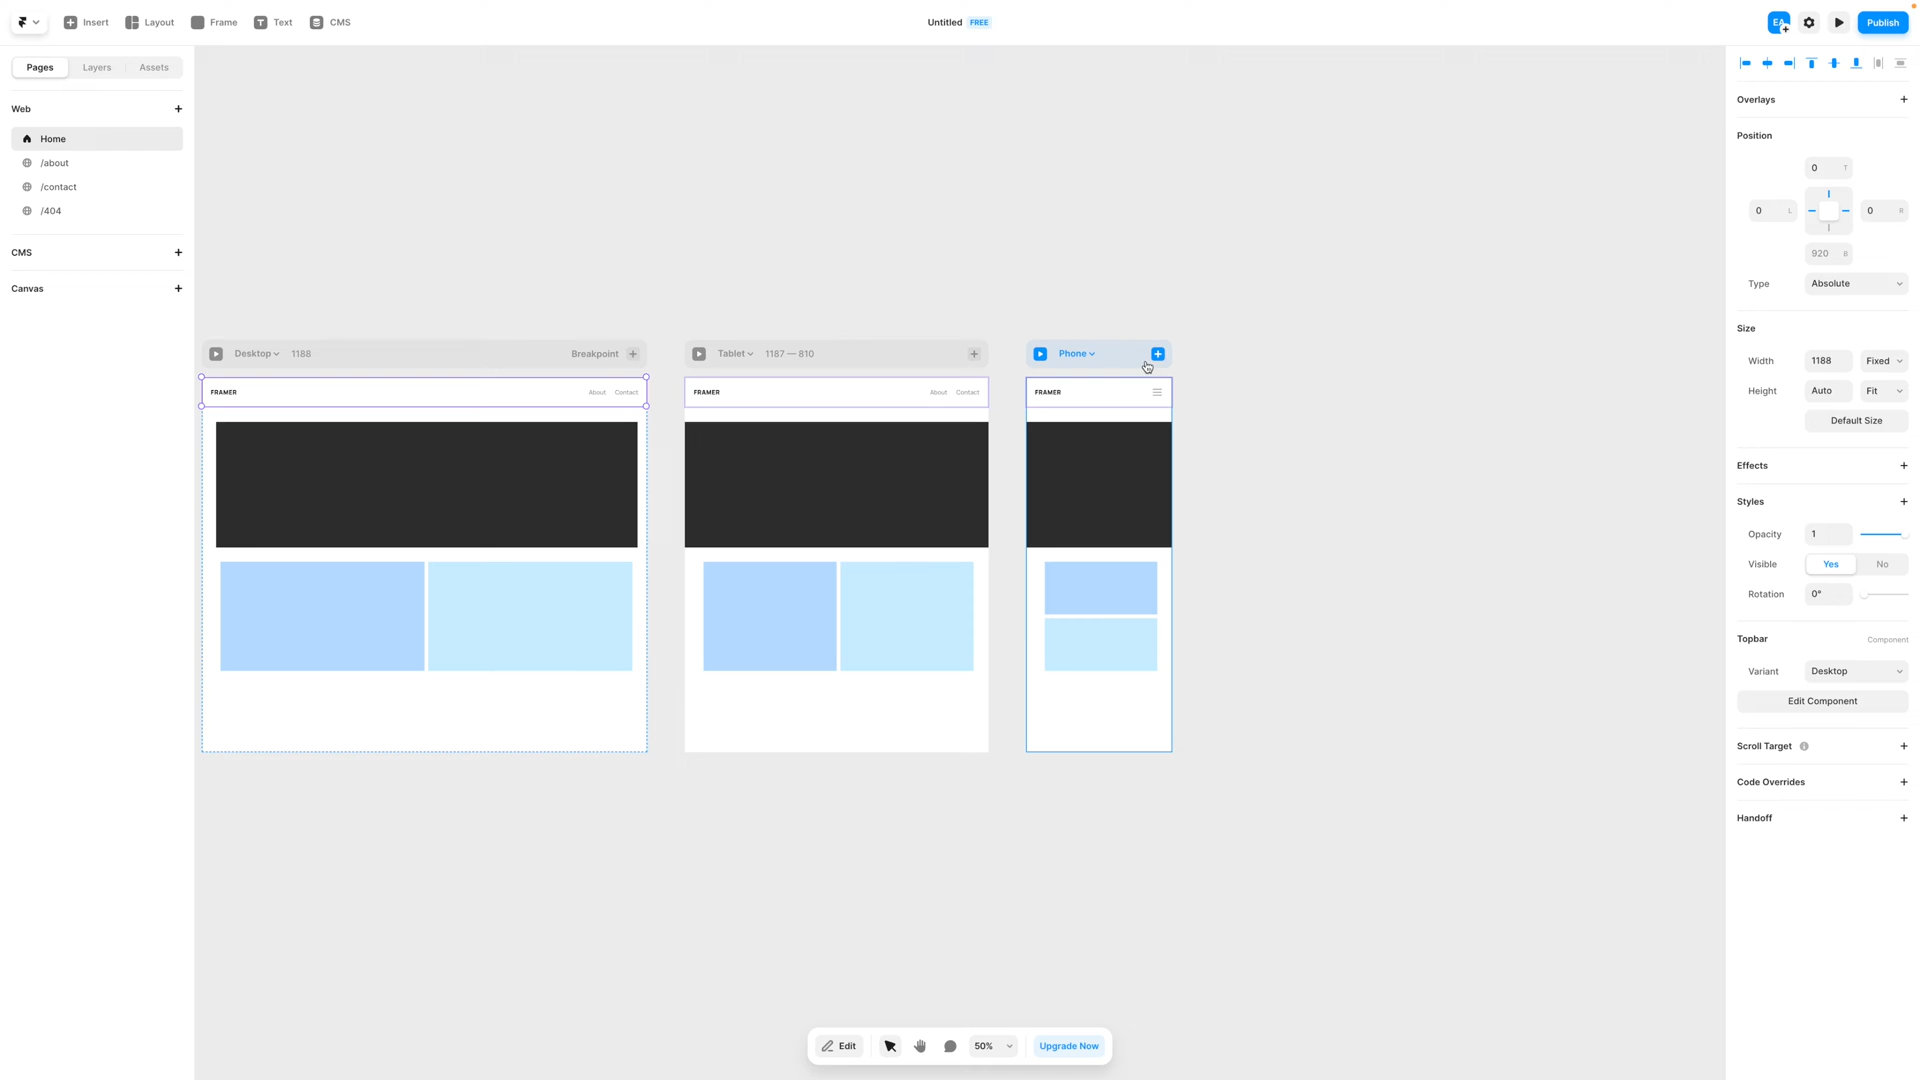 Insert Layout Frame Text CMS
Untitled FREE
EA Publish
Pages Layers Assets
Web
Home
/about
/contact
/404
CMS
Canvas
Desktop 1188 Breakpoint
FRAMER About Contact
Tablet 1187 — 810
FRAMER About Contact
Phone
FRAMER
Edit 50% Upgrade Now
Overlays
Position
0 T
0 L 0 R
920 B
Type Absolute
Size
Width 1188 Fixed
Height Auto Fit
Default Size
Effects
Styles
Opacity 1
Visible Yes No
Rotation 0°
Topbar Component
Variant Desktop
Edit Component
Scroll Target
Code Overrides
Handoff